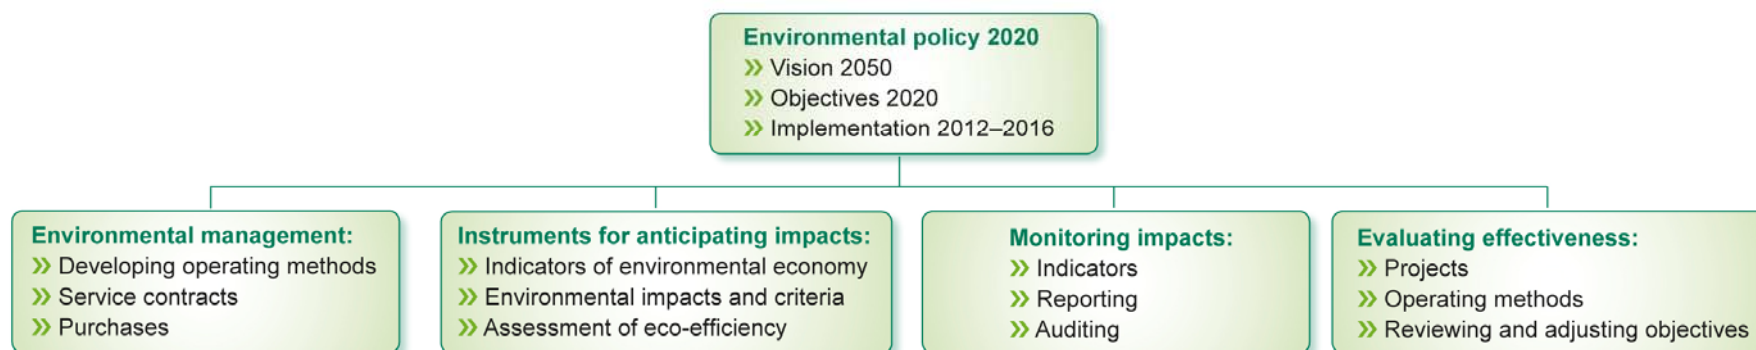 Environmental policy 2020
» Vision 2050
» Objectives 2020
» Implementation 2012–2016
Environmental management:
» Developing operating methods
» Service contracts
» Purchases
Instruments for anticipating impacts:
» Indicators of environmental economy
» Environmental impacts and criteria
» Assessment of eco-efficiency
Monitoring impacts:
» Indicators
» Reporting
» Auditing
Evaluating effectiveness:
» Projects
» Operating methods
» Reviewing and adjusting objectives